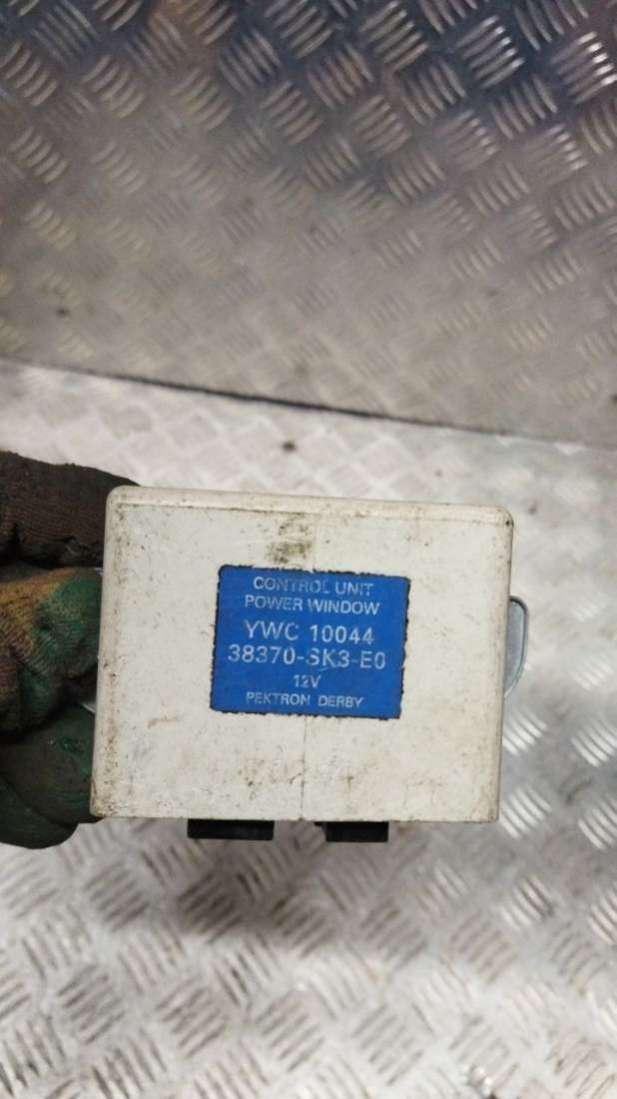 CONTROL UNIT
POWER WINDOW
YWC 10044
38370-SK3-E0
12V
PEKTRON DERBY